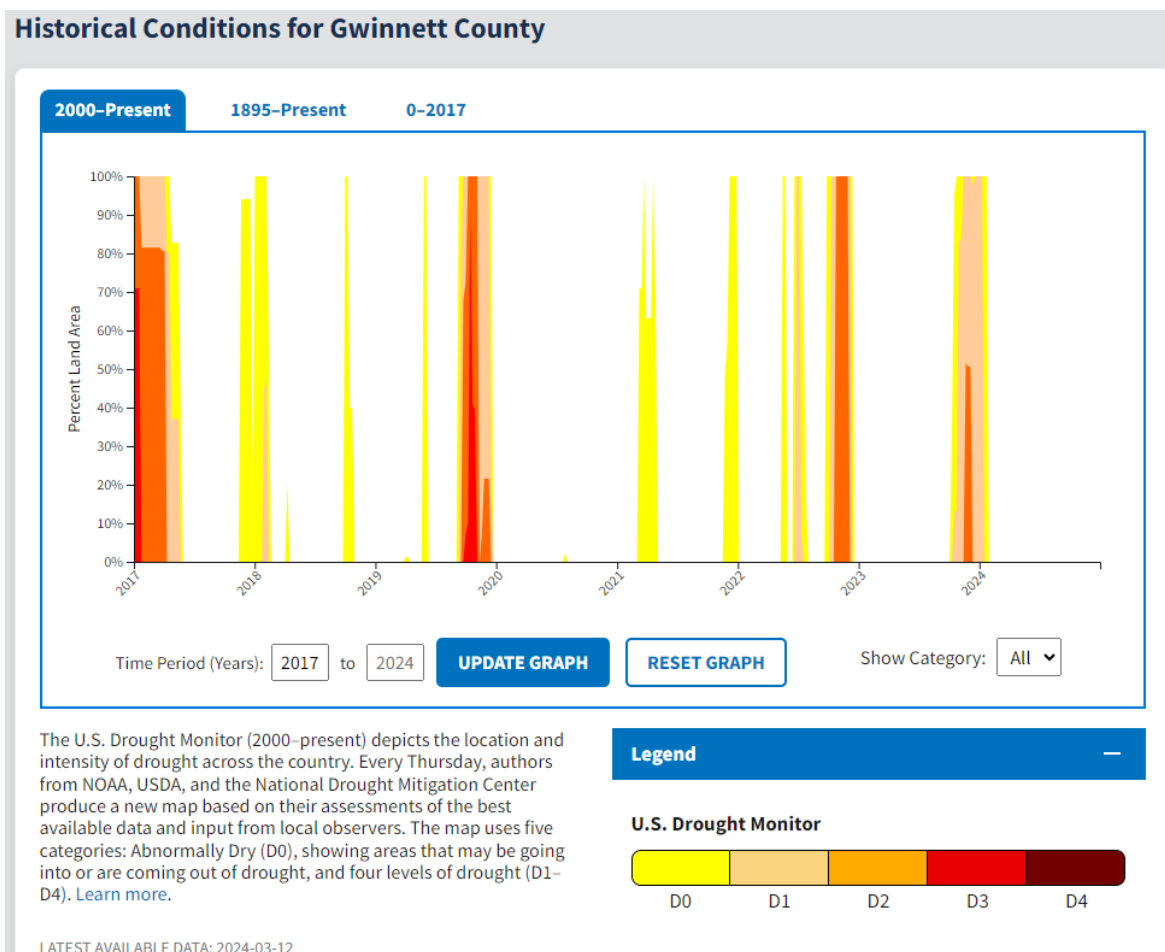 Historical Conditions for Gwinnett County
2000–Present 1895–Present 0–2017
Percent Land Area
100%
90%
80%
70%
60%
50%
40%
30%
20%
10%
0%
2017 2018 2019 2020 2021 2022 2023 2024
Time Period (Years): 2017 to 2024 UPDATE GRAPH RESET GRAPH Show Category: All
The U.S. Drought Monitor (2000–present) depicts the location and
intensity of drought across the country. Every Thursday, authors
from NOAA, USDA, and the National Drought Mitigation Center
produce a new map based on their assessments of the best
available data and input from local observers. The map uses five
categories: Abnormally Dry (D0), showing areas that may be going
into or are coming out of drought, and four levels of drought (D1–
D4). Learn more.
LATEST AVAILABLE DATA: 2024-03-12
Legend
U.S. Drought Monitor
D0 D1 D2 D3 D4